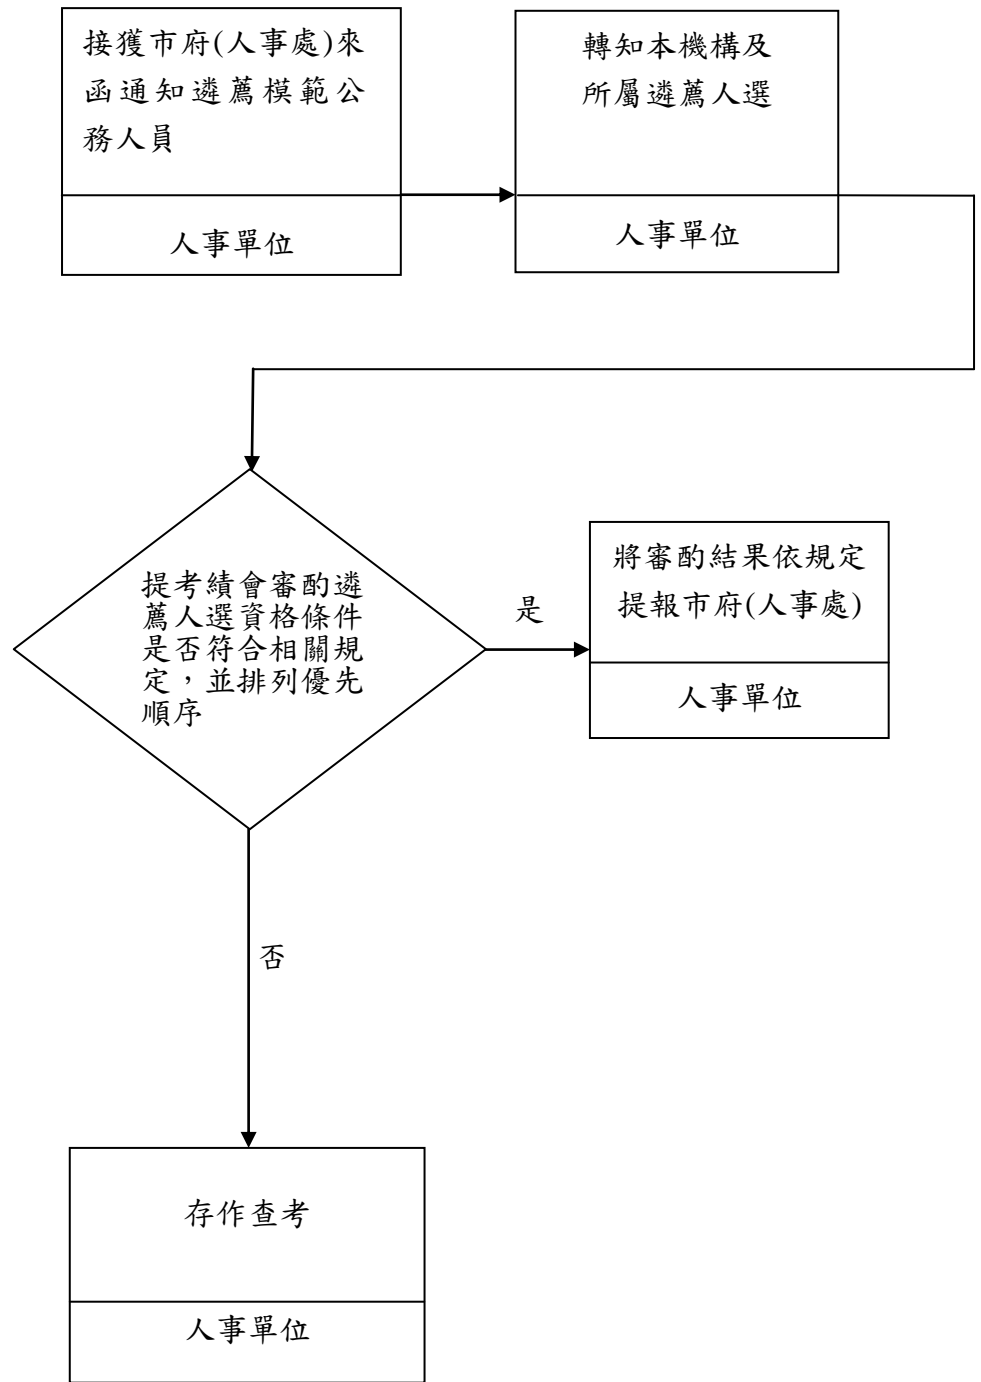 接獲市府(人事處)來
函通知遴薦模範公
務人員
人事單位
轉知本機構及
所屬遴薦人選
人事單位
提考績會審酌遴
薦人選資格條件
是否符合相關規
定，並排列優先
順序
是
將審酌結果依規定
提報市府(人事處)
人事單位
否
存作查考
人事單位